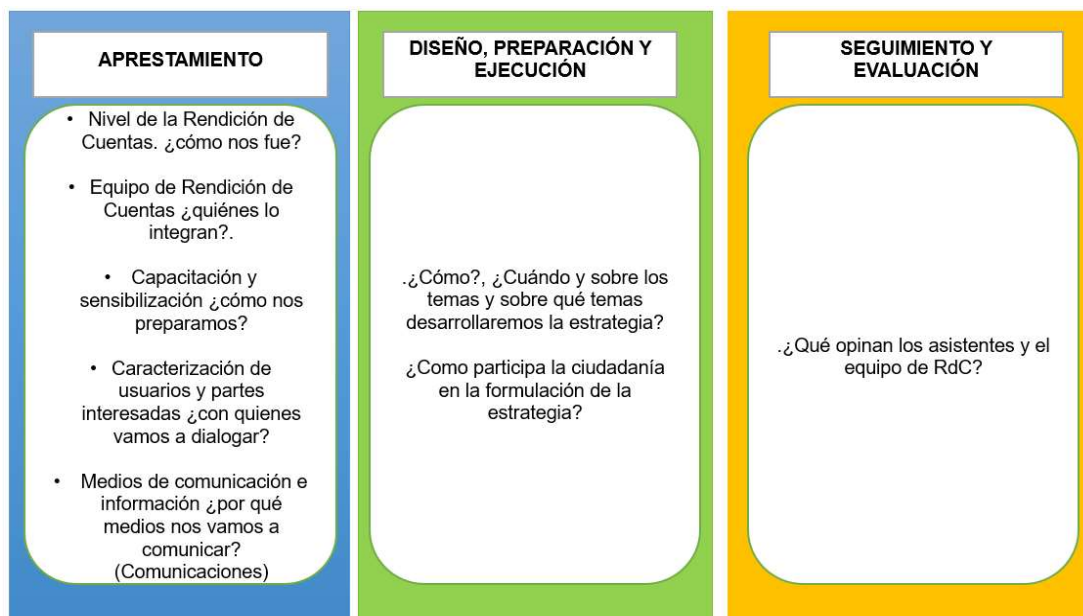 APRESTAMIENTO
• Nivel de la Rendición de
Cuentas. ¿cómo nos fue?
• Equipo de Rendición de
Cuentas ¿quiénes lo
integran?.
• Capacitación y
sensibilización ¿cómo nos
preparamos?
• Caracterización de
usuarios y partes
interesadas ¿con quienes
vamos a dialogar?
• Medios de comunicación e
información ¿por qué
medios nos vamos a
comunicar?
(Comunicaciones)
DISEÑO, PREPARACIÓN Y
EJECUCIÓN
.¿Cómo?, ¿Cuándo y sobre los
temas y sobre qué temas
desarrollaremos la estrategia?
¿Como participa la ciudadanía
en la formulación de la
estrategia?
SEGUIMIENTO Y
EVALUACIÓN
.¿Qué opinan los asistentes y el
equipo de RdC?